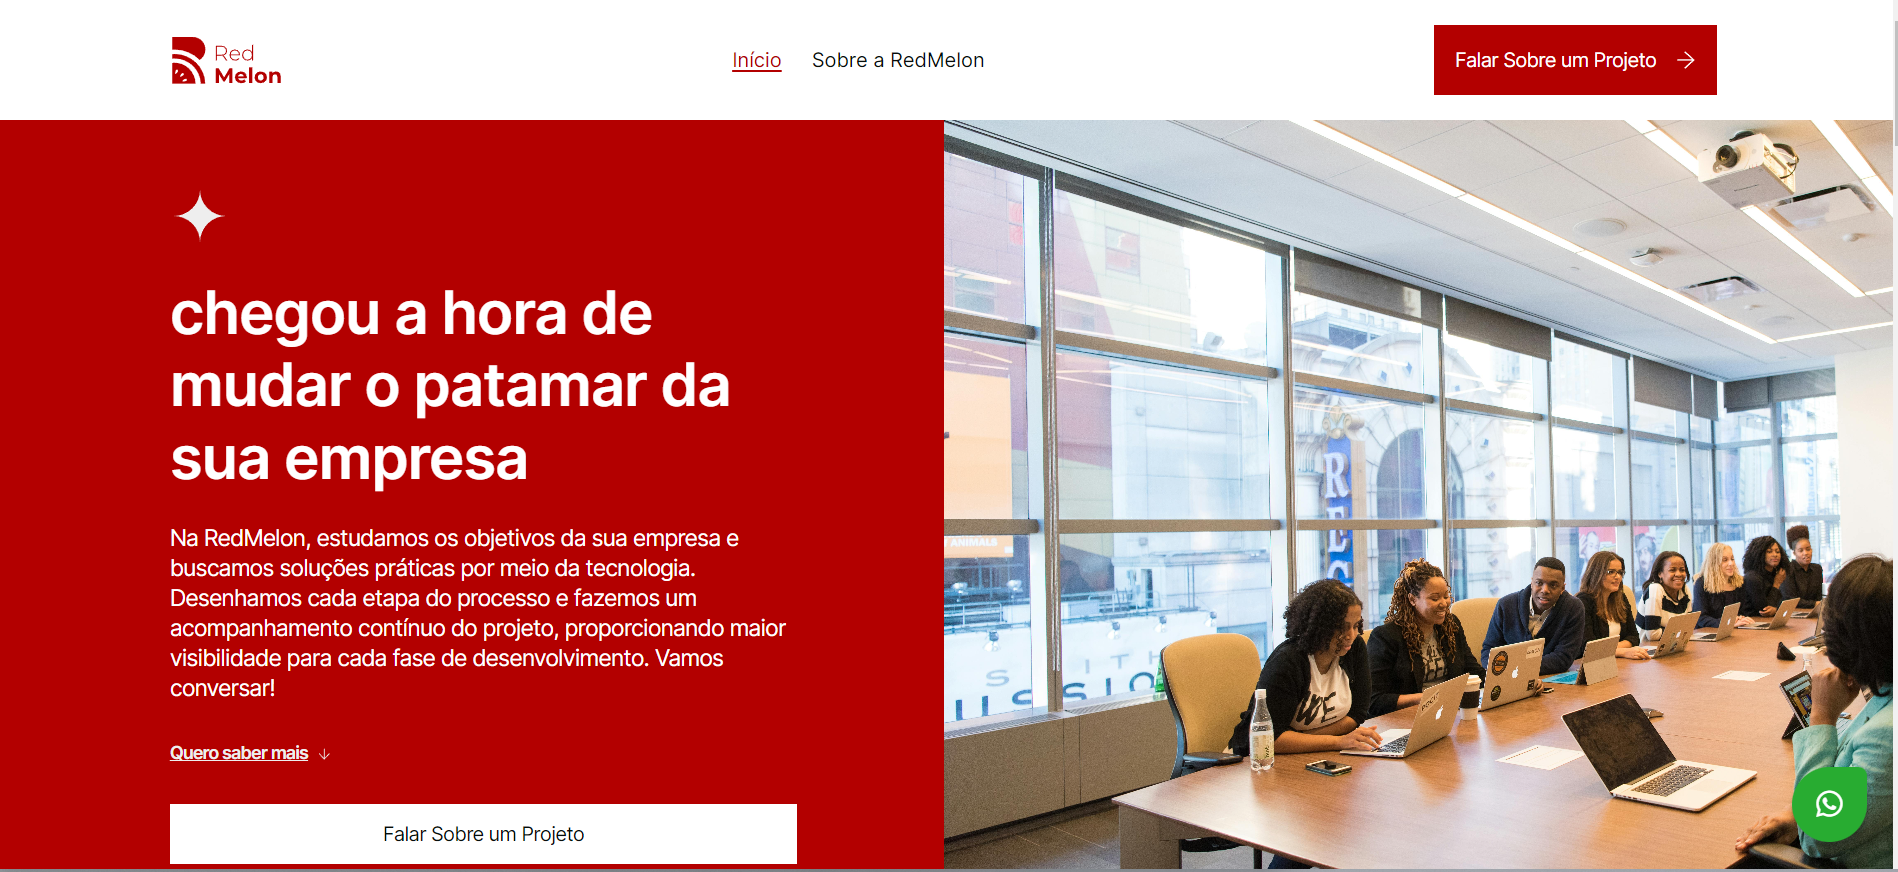 Red
Melon
Início
Sobre a RedMelon
Falar Sobre um Projeto
chegou a hora de
mudar o patamar da
sua empresa
Na RedMelon, estudamos os objetivos da sua empresa e
buscamos soluções práticas por meio da tecnologia.
Desenhamos cada etapa do processo e fazemos um
acompanhamento contínuo do projeto, proporcionando maior
visibilidade para cada fase de desenvolvimento. Vamos
conversar!
Quero saber mais
Falar Sobre um Projeto
ANIMALS
REC
WE